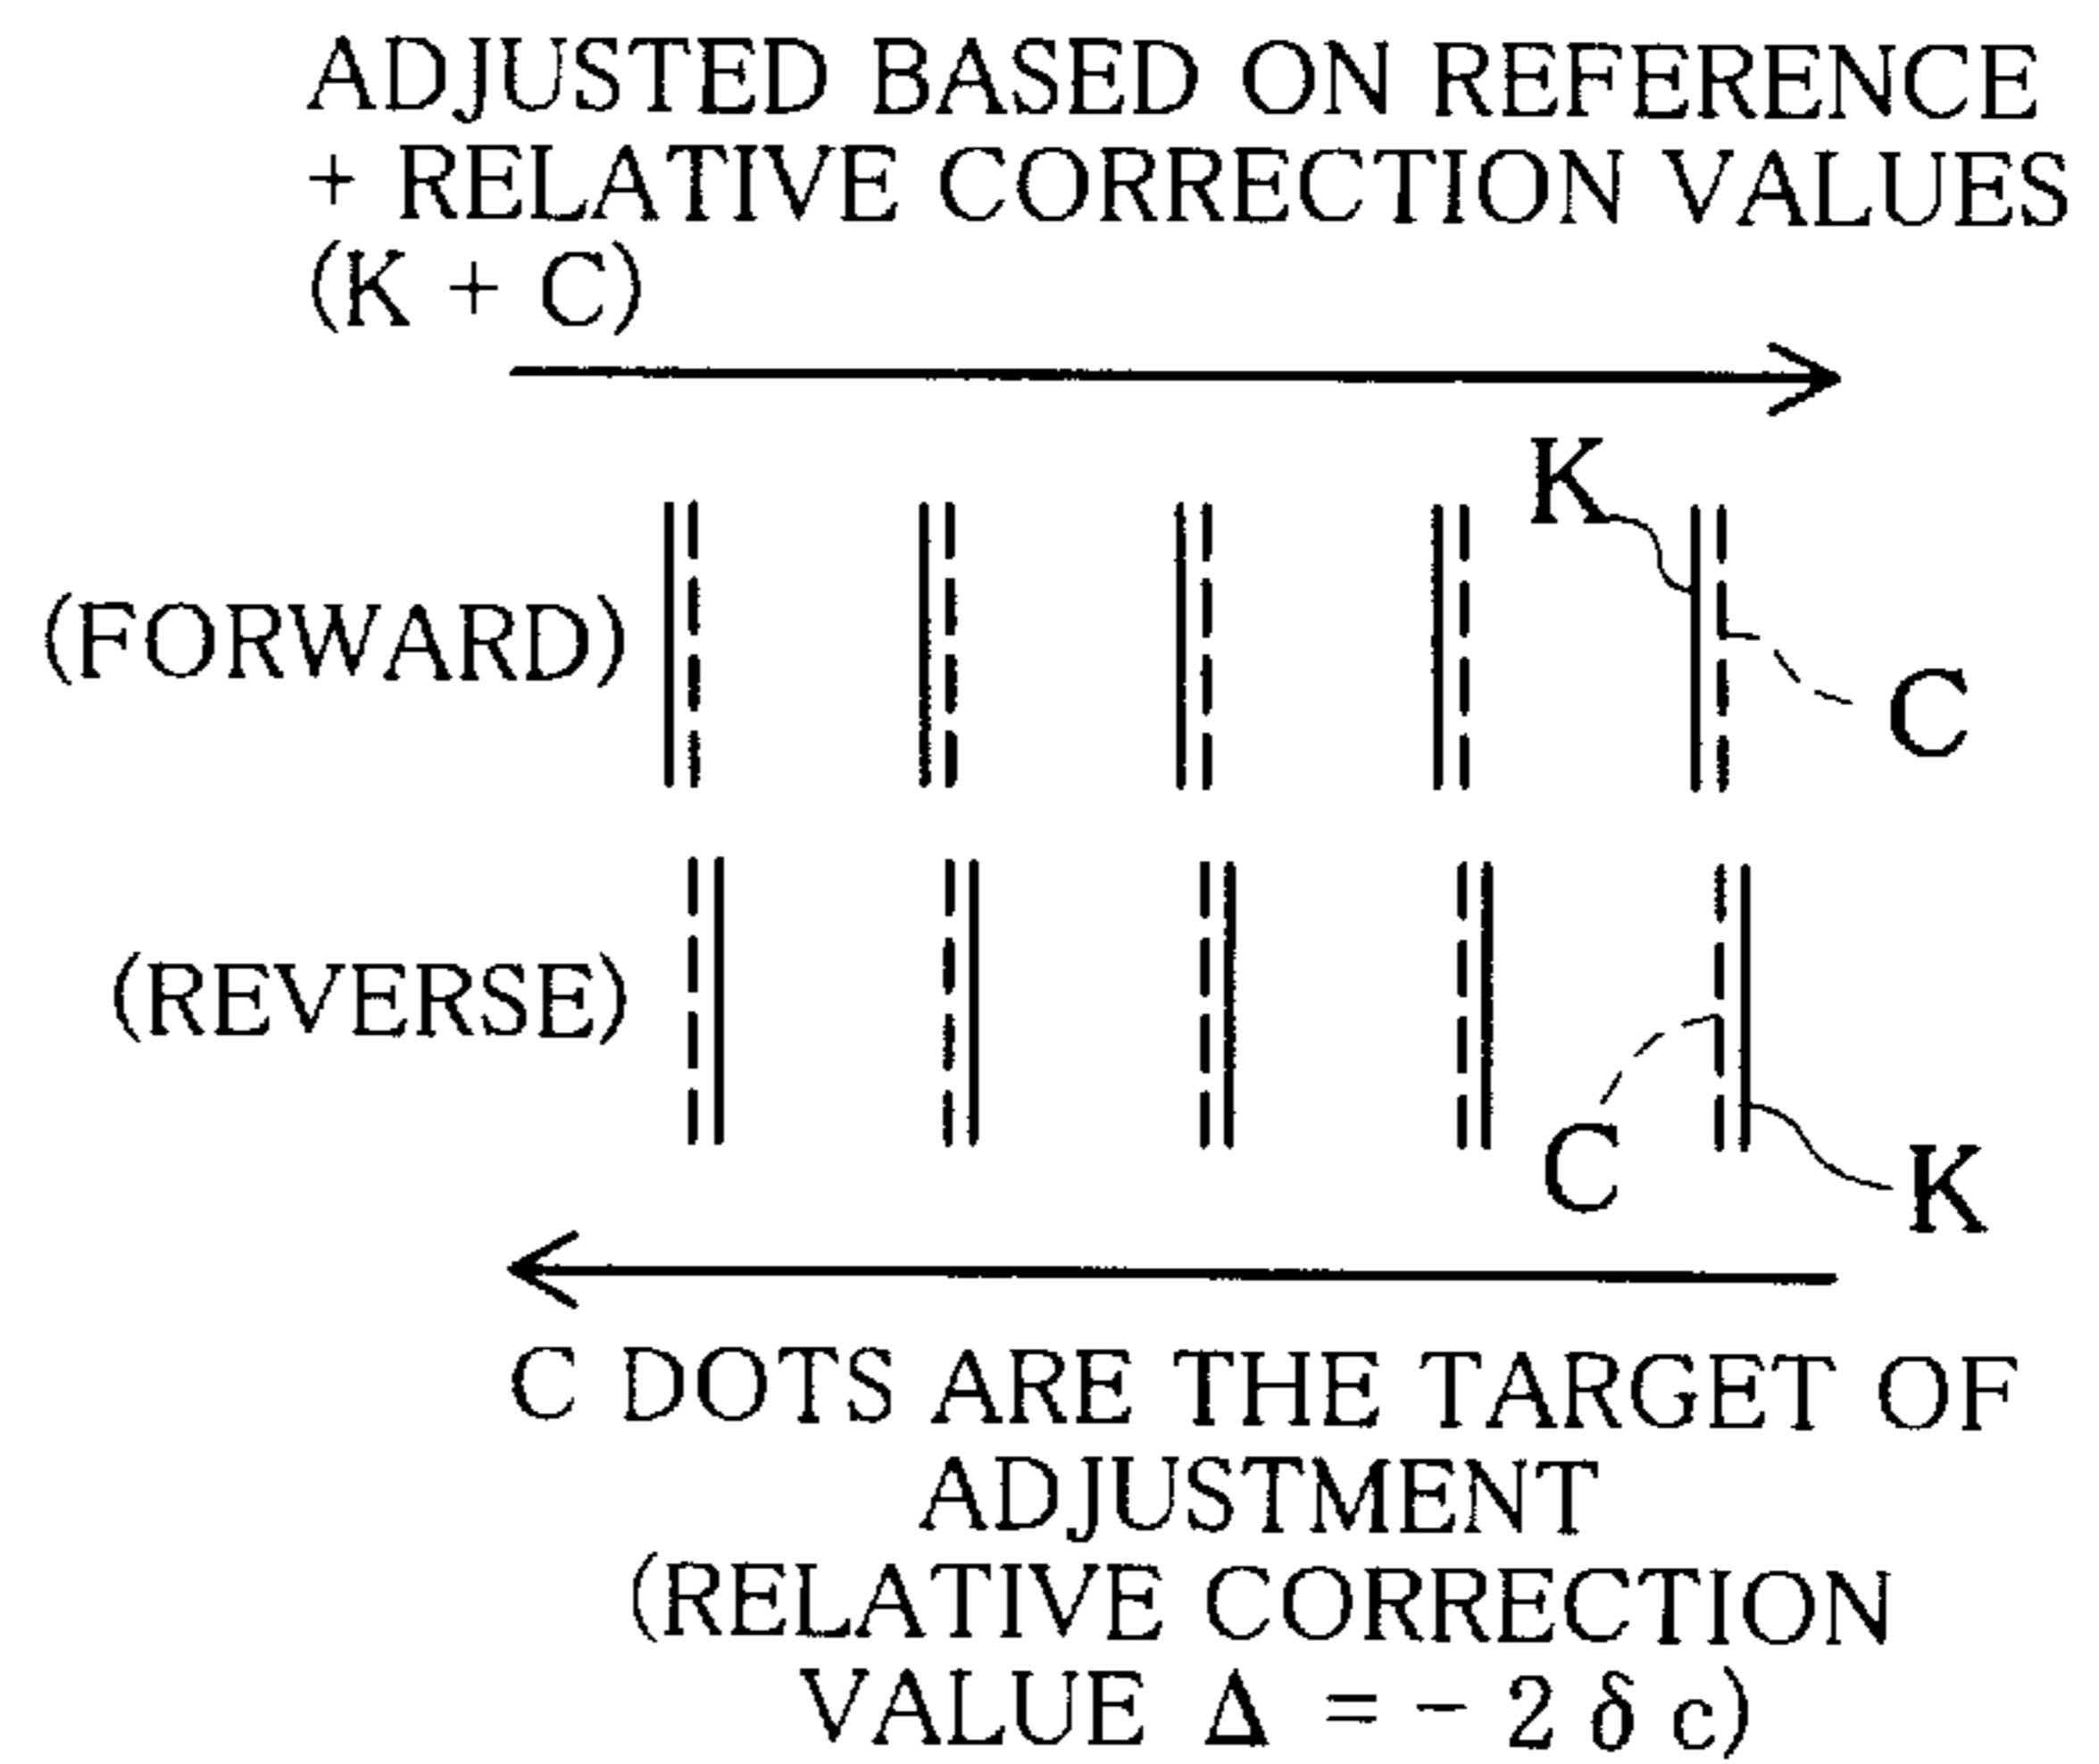 ADJUSTED BASED ON REFERENCE
+ RELATIVE CORRECTION VALUES
(K + C)
K
(FORWARD)
C
(REVERSE)
C
K
C DOTS ARE THE TARGET OF
ADJUSTMENT
(RELATIVE CORRECTION
VALUE Δ = - 2 δ c)